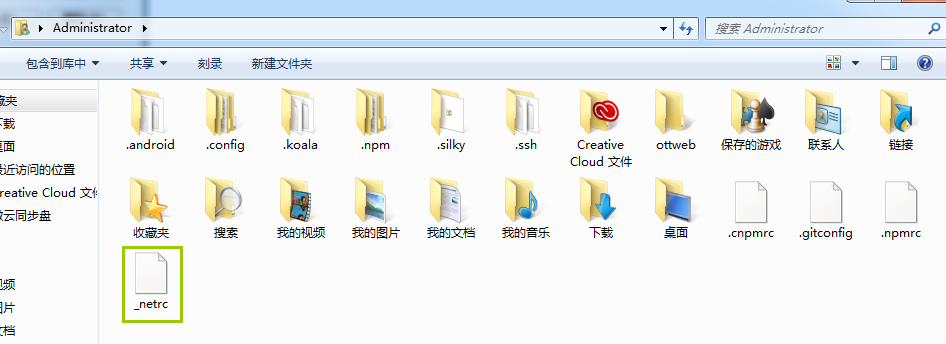 Administrator
搜索 Administrator
包含到库中
共享
刻录
新建文件夹
藏夹
下载
桌面
最近访问的位置
Creative Cloud 文件
微云同步盘
视频
图片
文档
.android
.config
.koala
.npm
.silky
.ssh
Creative
Cloud 文件
ottweb
保存的游戏
联系人
链接
收藏夹
搜索
我的视频
我的图片
我的文档
我的音乐
下载
桌面
.cnpmrc
.gitconfig
.npmrc
_netrc